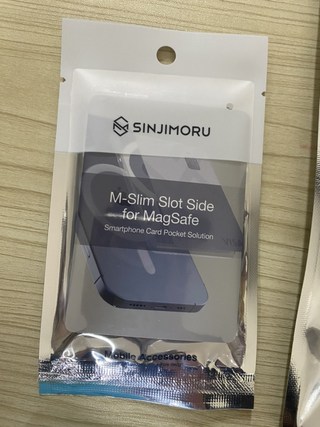 SINJIMORU
M-Slim Slot Side
for MagSafe
Smartphone Card Pocket Solution
Mobile Accessories